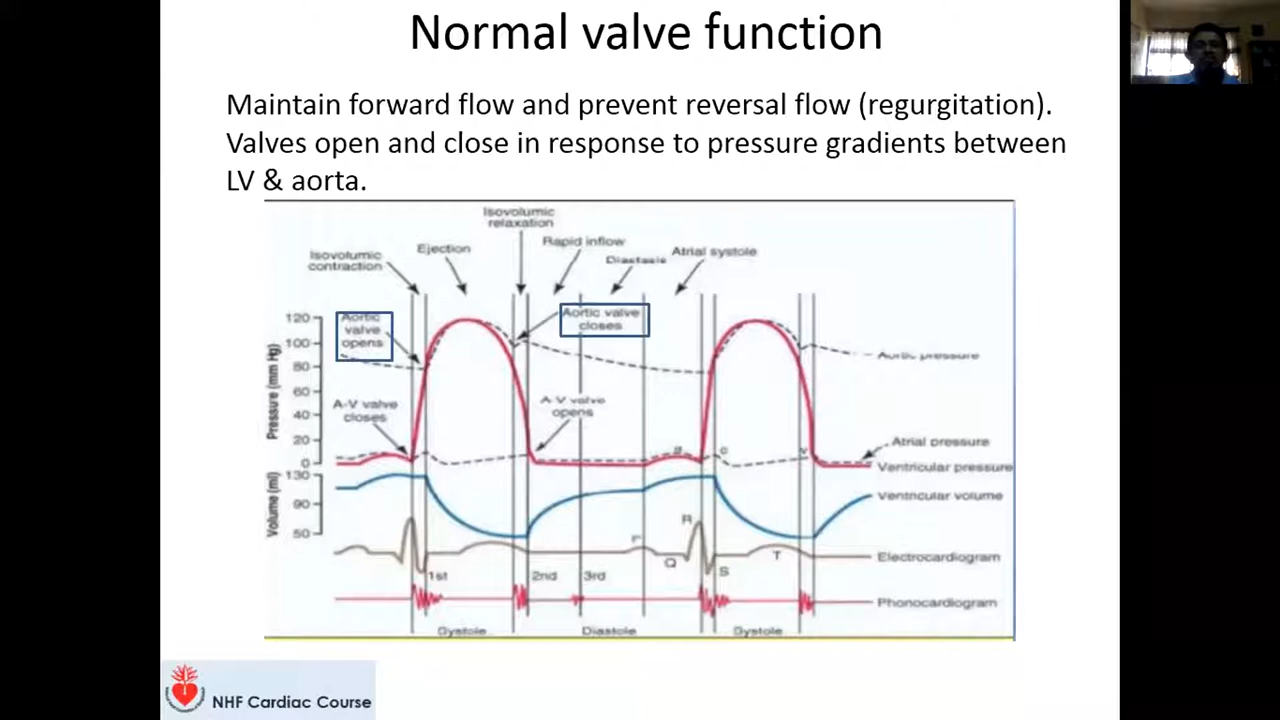 Normal valve function
Maintain forward flow and prevent reversal flow (regurgitation).
Valves open and close in response to pressure gradients between
LV & aorta.
Isovolumic
relaxation
Isovolumic
contraction
Ejection
Rapid inflow
Diastasis
Atrial systole
Aortic
valve
opens
Aortic valve
closes
A-V valve
closes
A-V valve
opens
Pressure (mm Hg)
120
100
80
60
40
20
0
a
c
v
Aortic pressure
Atrial pressure
Ventricular pressure
Volume (ml)
130
90
50
Ventricular volume
P
Q
R
S
T
Electrocardiogram
1st
2nd
3rd
Phonocardiogram
Systole
Diastole
Systole
NHF Cardiac Course